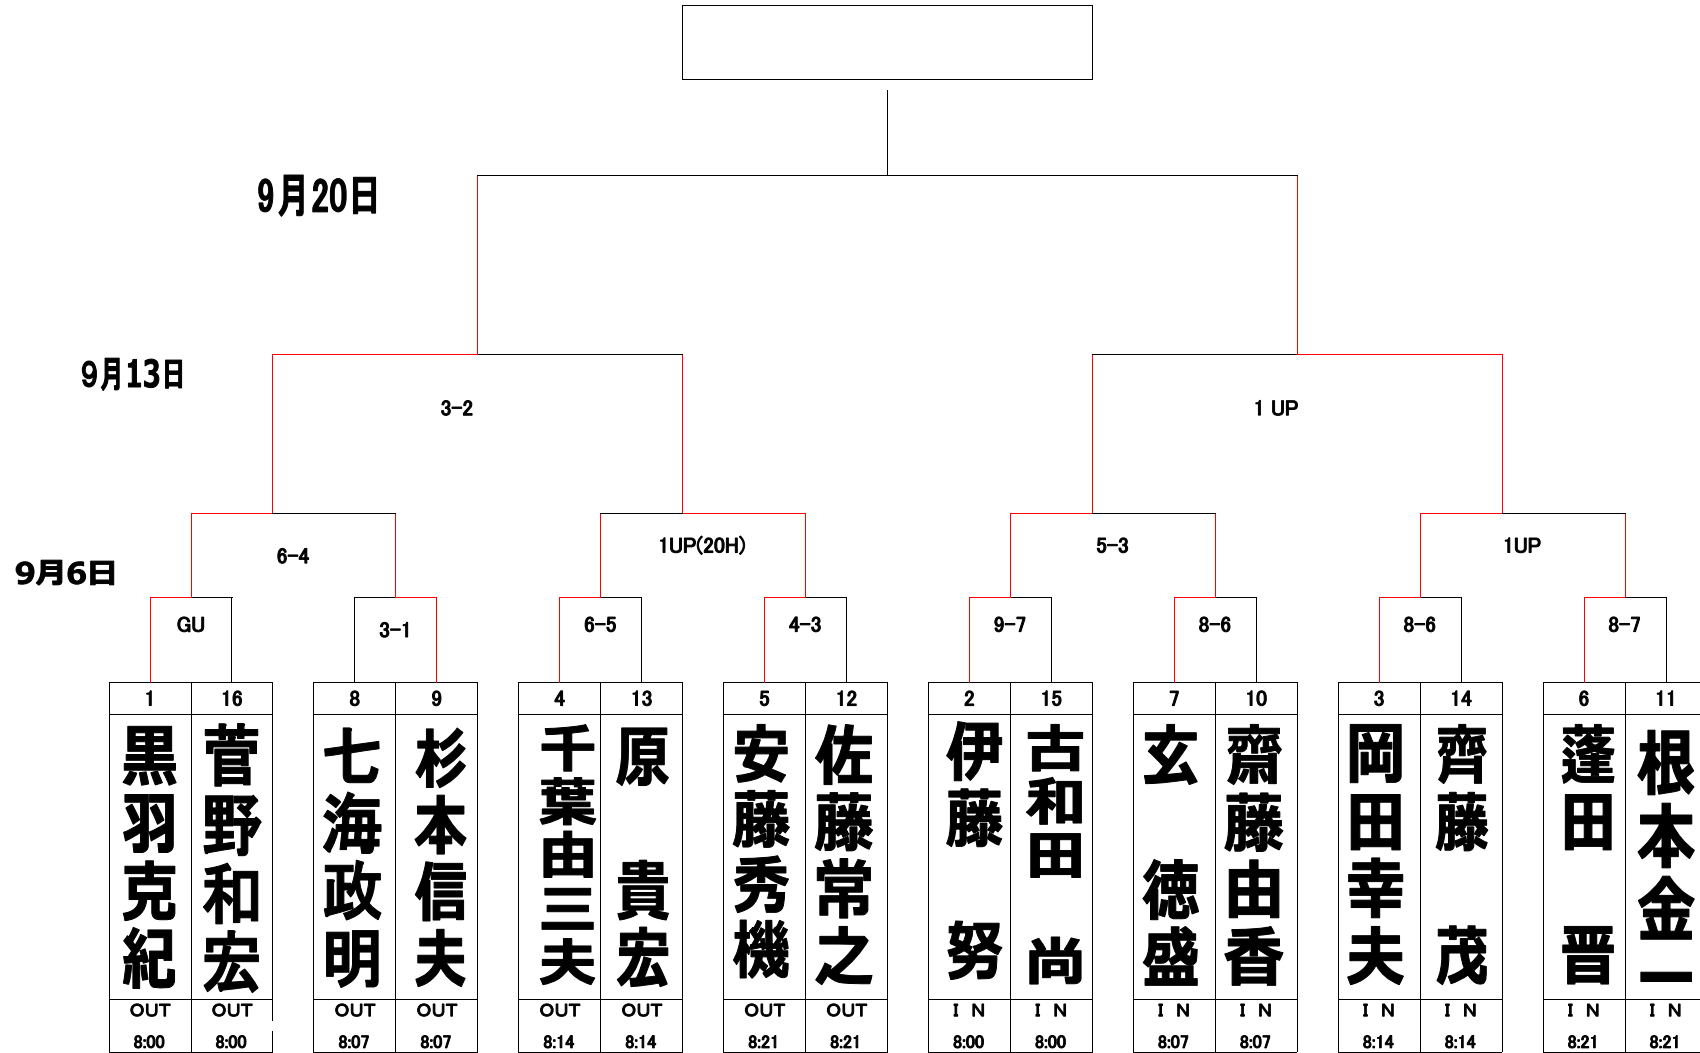 9月20日
9月13日
3-2
1 UP
9月6日
6-4
1UP(20H)
5-3
1UP
GU
3-1
6-5
4-3
9-7
8-6
8-6
8-7
1 16 8 9 4 13 5 12 2 15 7 10 3 14 6 11
黒羽克紀
菅野和宏
七海政明
杉本信夫
千葉由三夫
原 貴宏
安藤秀機
佐藤常之
伊藤 努
古和田 尚
玄 徳盛
齋藤由香
岡田幸夫
齊藤 茂
蓬田 晋
根本金一
OUT OUT OUT OUT OUT OUT OUT OUT I N I N I N I N I N I N I N I N
8:00 8:00 8:07 8:07 8:14 8:14 8:21 8:21 8:00 8:00 8:07 8:07 8:14 8:14 8:21 8:21